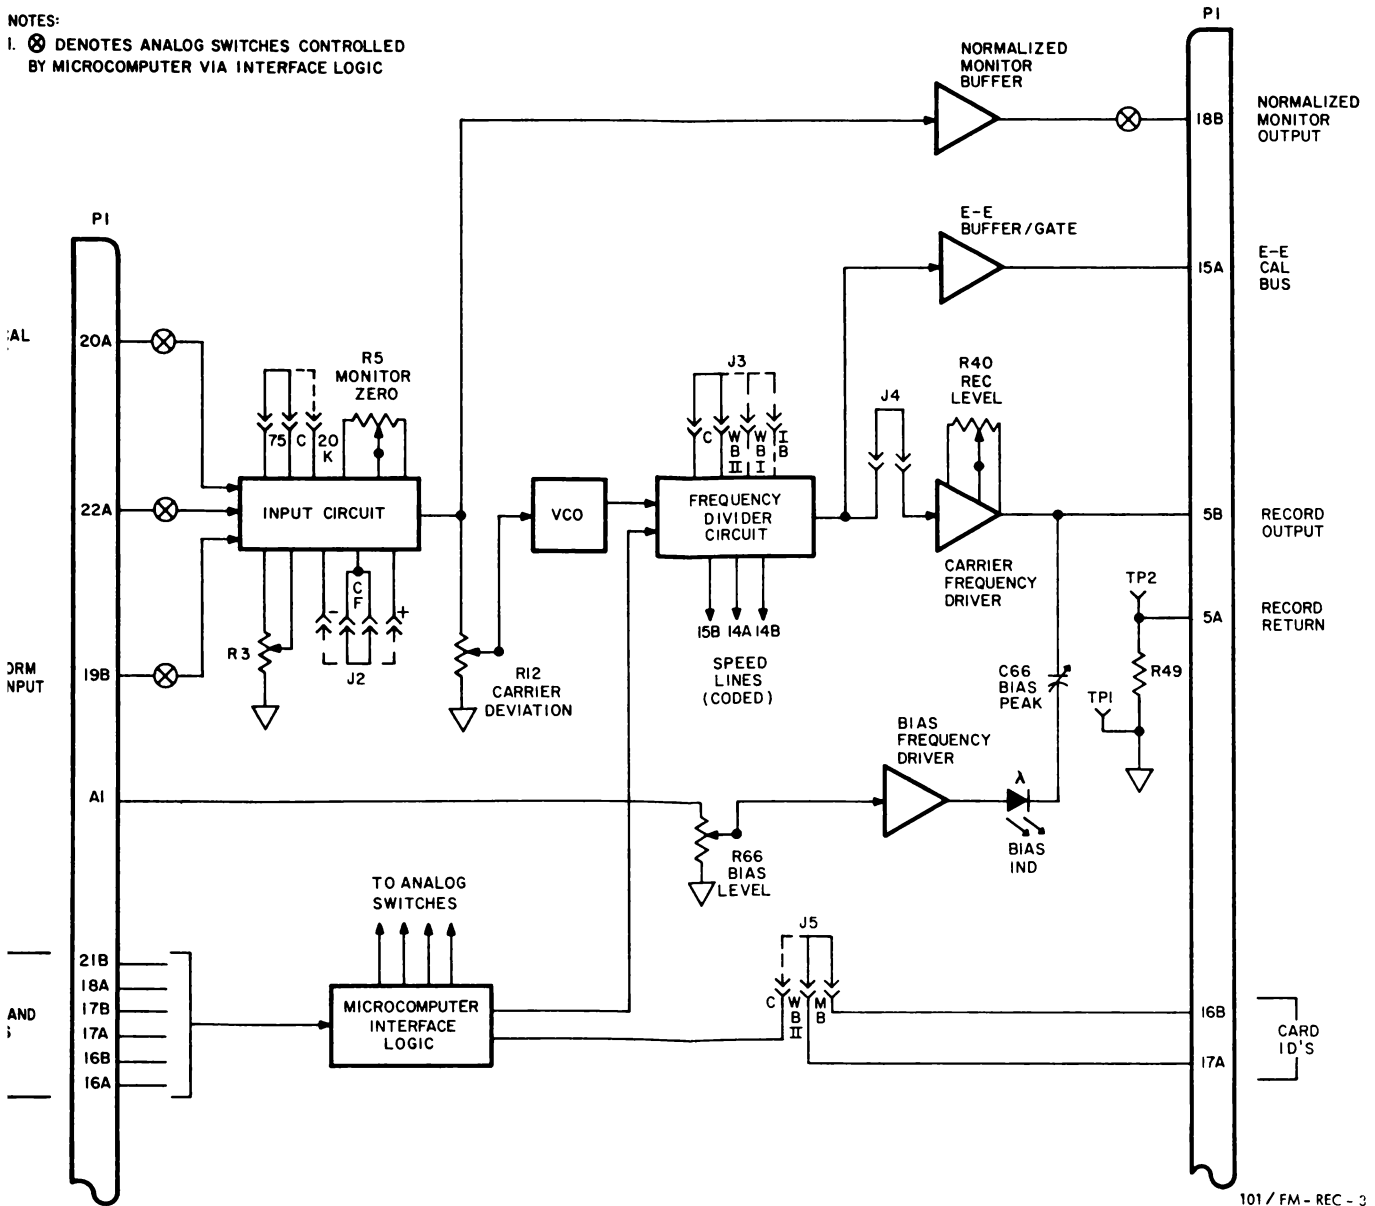 NOTES:
1. ⊗ DENOTES ANALOG SWITCHES CONTROLLED
BY MICROCOMPUTER VIA INTERFACE LOGIC
P1
NORMALIZED
MONITOR
BUFFER
18B
NORMALIZED
MONITOR
OUTPUT
E-E
BUFFER/GATE
15A
E-E
CAL
BUS
P1
20A
22A
19B
A1
R5
MONITOR
ZERO
75 C 20
K
INPUT CIRCUIT
R3
- C
F +
J2
R12
CARRIER
DEVIATION
VCO
J3
C W
B
II W
B
I I
B
FREQUENCY
DIVIDER
CIRCUIT
15B 14A 14B
SPEED
LINES
(CODED)
J4
R40
REC
LEVEL
CARRIER
FREQUENCY
DRIVER
5B
RECORD
OUTPUT
TP2
5A
RECORD
RETURN
R49
TP1
C66
BIAS
PEAK
BIAS
FREQUENCY
DRIVER
λ
BIAS
IND
R66
BIAS
LEVEL
TO ANALOG
SWITCHES
21B
18A
17B
17A
16B
16A
AND
MICROCOMPUTER
INTERFACE
LOGIC
J5
C W
B
II M
B
16B
17A
CARD
ID'S
101/FM-REC-3